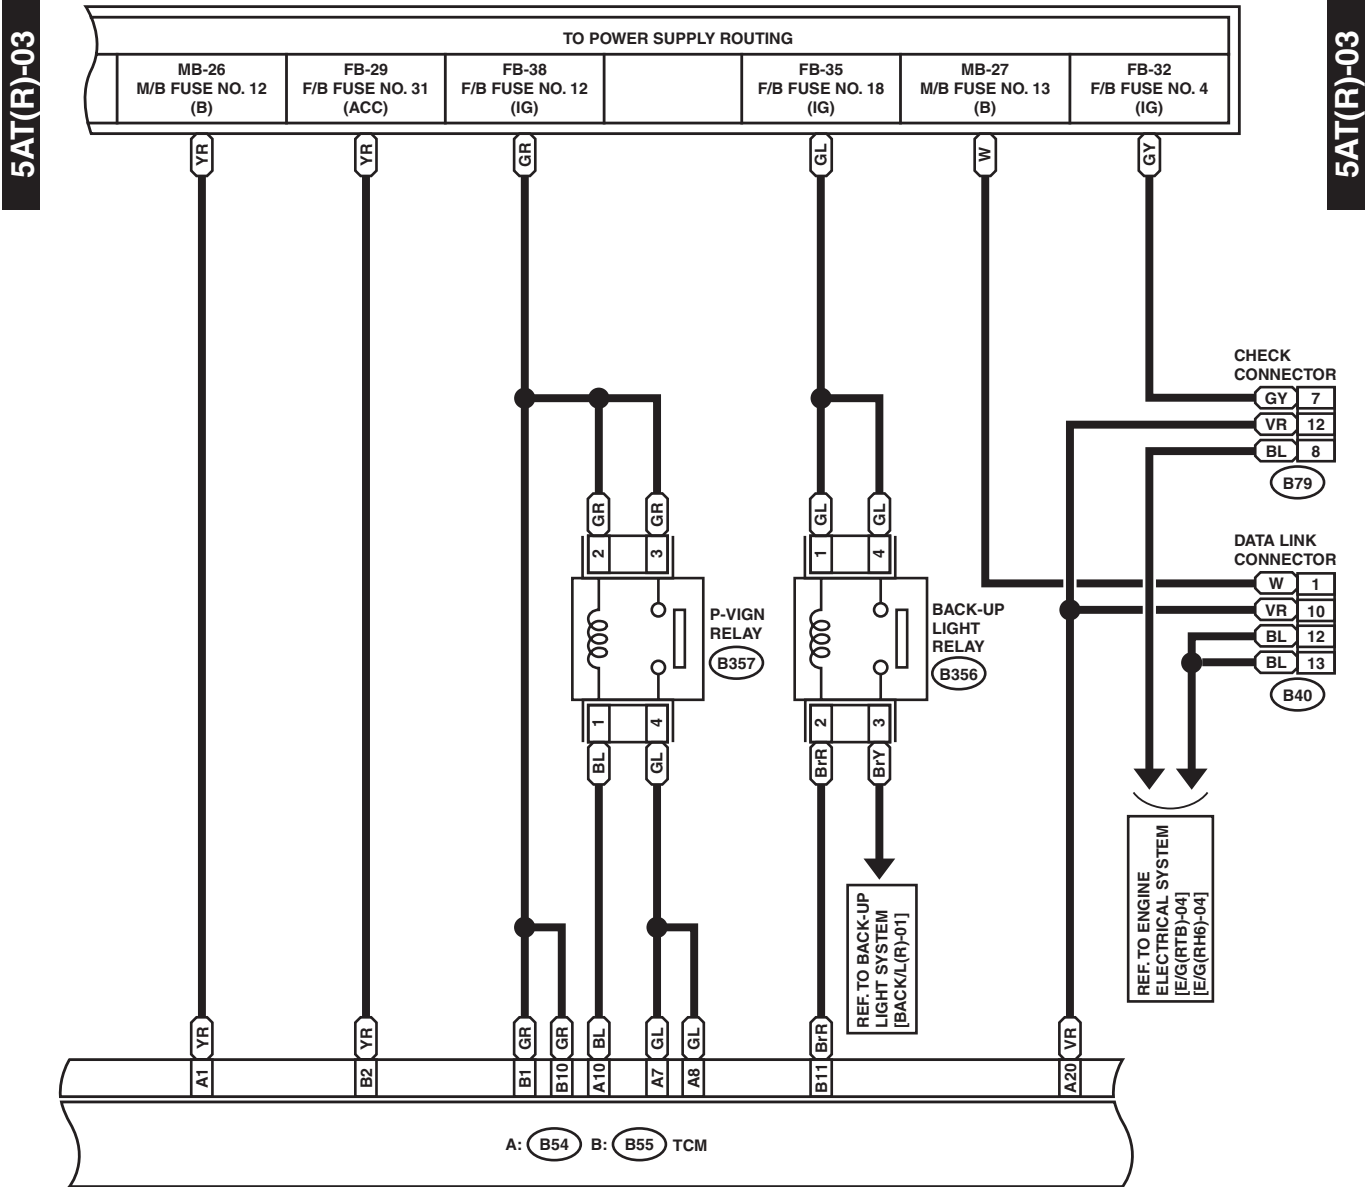 5AT(R)-03
5AT(R)-03
TO POWER SUPPLY ROUTING
MB-26
M/B FUSE NO. 12
(B)
FB-29
F/B FUSE NO. 31
(ACC)
FB-38
F/B FUSE NO. 12
(IG)
FB-35
F/B FUSE NO. 18
(IG)
MB-27
M/B FUSE NO. 13
(B)
FB-32
F/B FUSE NO. 4
(IG)
YR
YR
GR
GL
W
GY
CHECK
CONNECTOR
GY 7
VR 12
BL 8
B79
GR
GR
GL
GL
2
3
1
4
DATA LINK
CONNECTOR
W 1
VR 10
BL 12
BL 13
B40
P-VIGN
RELAY
B357
BACK-UP
LIGHT
RELAY
B356
1
4
2
3
BL
GL
BrR
BrY
REF. TO BACK-UP
LIGHT SYSTEM
[BACK/L(R)-01]
REF. TO ENGINE
ELECTRICAL SYSTEM
[E/G(RTB)-04]
[E/G(RH6)-04]
YR
YR
GR
GR
BL
GL
GL
BrR
VR
A1
B2
B1
B10
A10
A7
A8
B11
A20
A: B54 B: B55 TCM